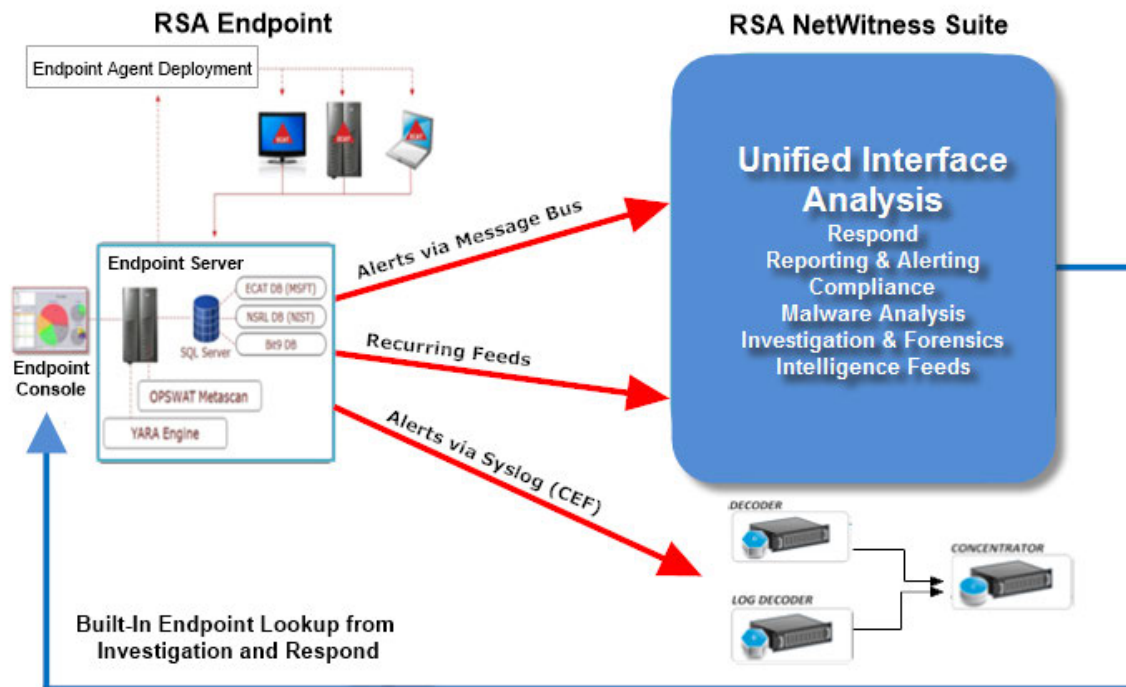 RSA Endpoint
RSA NetWitness Suite
Endpoint Agent Deployment
ECAT
ECAT
ECAT
Unified Interface
Analysis
Respond
Reporting & Alerting
Compliance
Malware Analysis
Investigation & Forensics
Intelligence Feeds
Alerts via Message Bus
Recurring Feeds
Alerts via Syslog (CEF)
Endpoint Server
ECAT DB (MSFT)
NSRL DB (NIST)
Bit9 DB
SQL Server
OPSWAT Metascan
YARA Engine
Endpoint
Console
DECODER
CONCENTRATOR
LOG DECODER
Built-In Endpoint Lookup from
Investigation and Respond